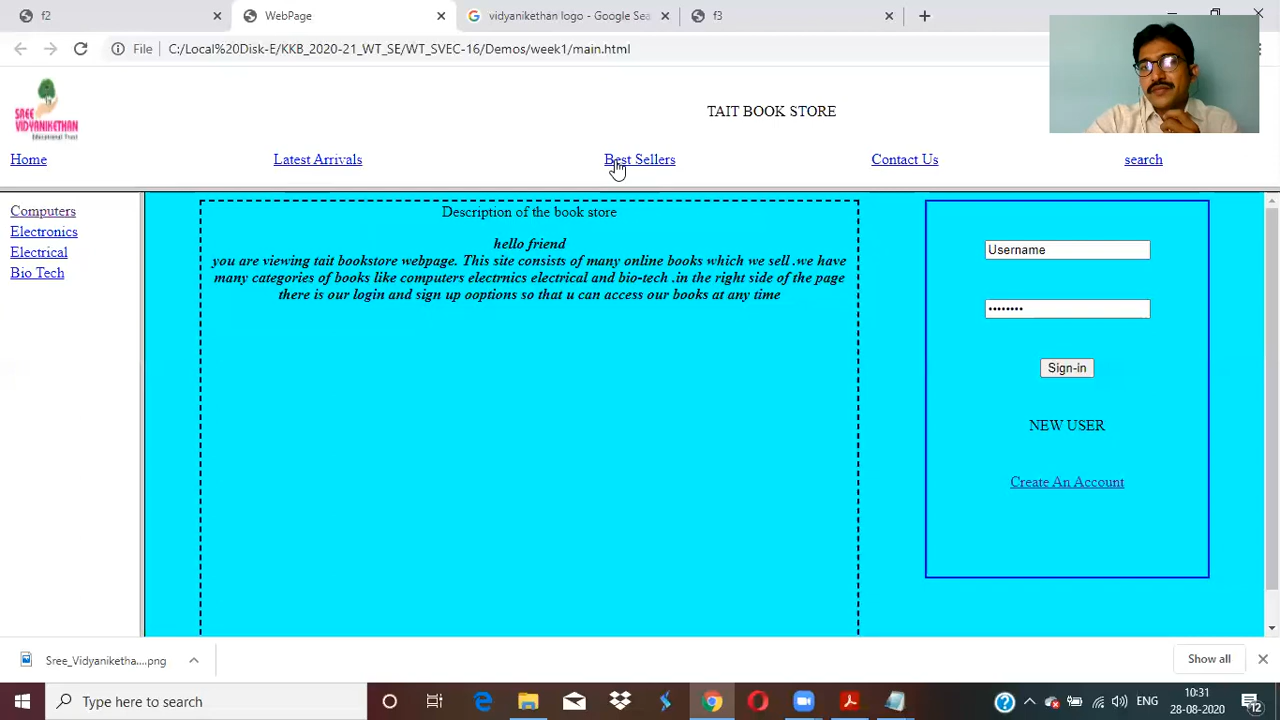 f2
WebPage
vidyanikethan logo - Google Sea
f3
File
C:/Local%20Disk-E/KKB_2020-21_WT_SE/WT_SVEC-16/Demos/week1/main.html
SREE
VIDYANIKETHAN
Educational Trust
TAIT BOOK STORE
Home
Latest Arrivals
Best Sellers
Contact Us
search
Computers
Electronics
Electrical
Bio Tech
Description of the book store
hello friend
you are viewing tait bookstore webpage. This site consists of many online books which we sell .we have
many categories of books like computers electrnics electrical and bio-tech .in the right side of the page
there is our login and sign up ooptions so that u can access our books at any time
Username
••••••••
Sign-in
NEW USER
Create An Account
Sree_Vidyaniketha....png
Show all
Type here to search
ENG
10:31
28-08-2020
12